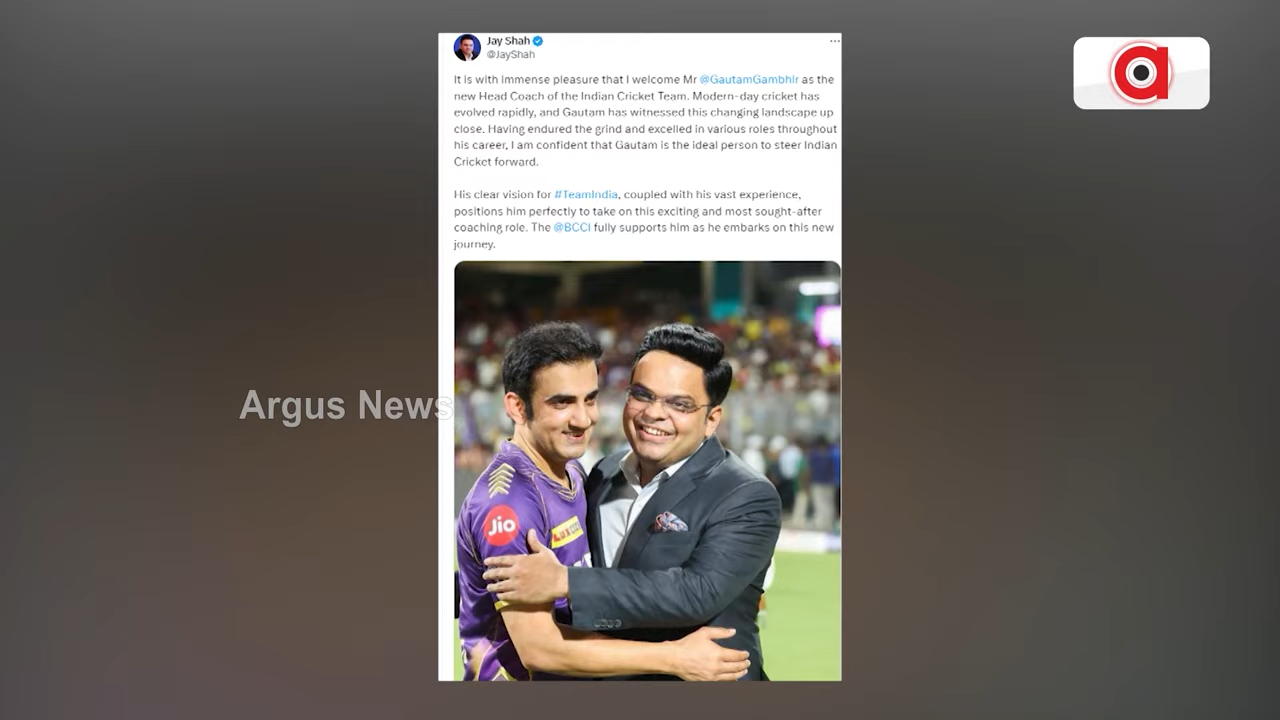 Jay Shah
@JayShah
It is with immense pleasure that I welcome Mr @GautamGambhir as the
new Head Coach of the Indian Cricket Team. Modern-day cricket has
evolved rapidly, and Gautam has witnessed this changing landscape up
close. Having endured the grind and excelled in various roles throughout
his career, I am confident that Gautam is the ideal person to steer Indian
Cricket forward.
His clear vision for #TeamIndia, coupled with his vast experience,
positions him perfectly to take on this exciting and most sought-after
coaching role. The @BCCI fully supports him as he embarks on this new
journey.
Argus News
Jio